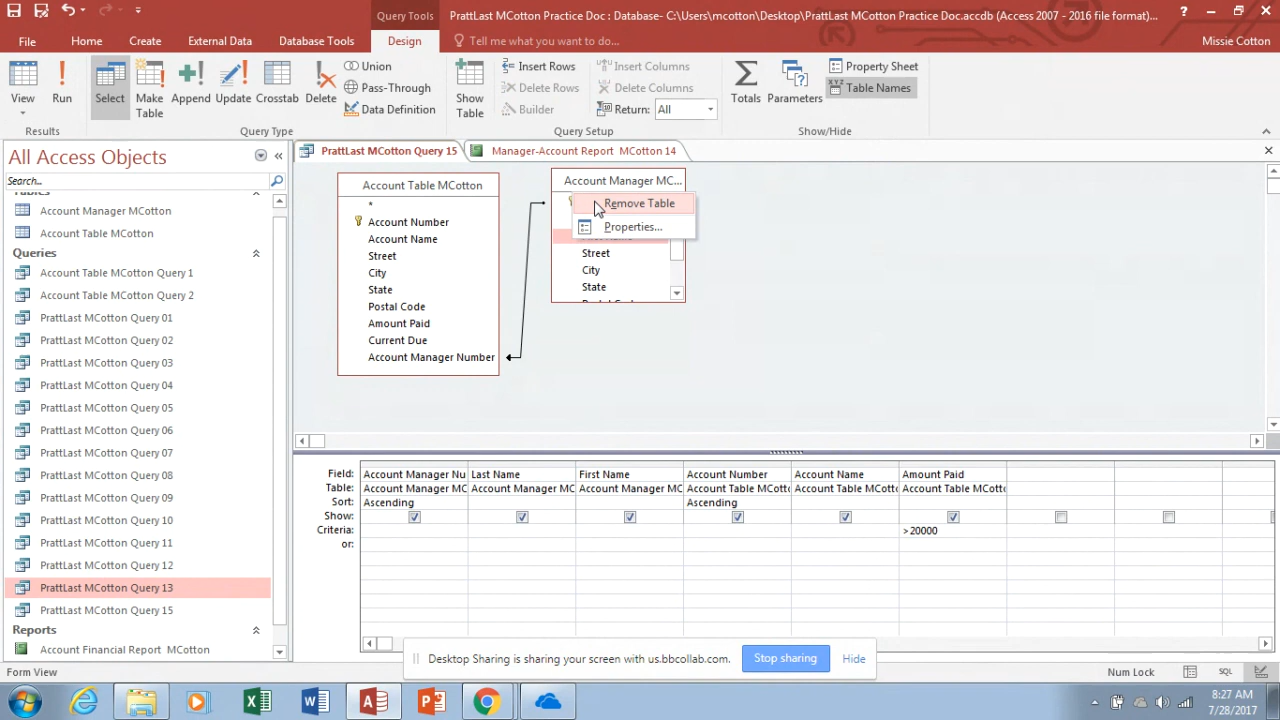 Query Tools
PrattLast MCotton Practice Doc : Database- C:\Users\mcotton\Desktop\PrattLast MCotton Practice Doc.accdb (Access 2007 - 2016 file format)...
?
File Home Create External Data Database Tools Design Tell me what you want to do... Missie Cotton
View
Run
Select
Make Table
Append
Update
Crosstab
Delete
Union
Pass-Through
Data Definition
Show Table
Insert Rows
Delete Rows
Builder
Insert Columns
Delete Columns
Return: All
Totals
Parameters
Property Sheet
Table Names
Results Query Type Query Setup Show/Hide
All Access Objects
Search...
Tables
Account Manager MCotton
Account Table MCotton
Queries
Account Table MCotton Query 1
Account Table MCotton Query 2
PrattLast MCotton Query 01
PrattLast MCotton Query 02
PrattLast MCotton Query 03
PrattLast MCotton Query 04
PrattLast MCotton Query 05
PrattLast MCotton Query 06
PrattLast MCotton Query 07
PrattLast MCotton Query 08
PrattLast MCotton Query 09
PrattLast MCotton Query 10
PrattLast MCotton Query 11
PrattLast MCotton Query 12
PrattLast MCotton Query 13
PrattLast MCotton Query 15
Reports
Account Financial Report MCotton
PrattLast MCotton Query 15 Manager-Account Report MCotton 14
Account Table MCotton
*
Account Number
Account Name
Street
City
State
Postal Code
Amount Paid
Current Due
Account Manager Number
Account Manager MC...
Remove Table
Properties...
Street
City
State
Field: Account Manager Nu Last Name First Name Account Number Account Name Amount Paid
Table: Account Manager MC Account Manager MC Account Manager MC Account Table MCotto Account Table MCotto Account Table MCotto
Sort: Ascending Ascending
Show:
Criteria: >20000
or:
Desktop Sharing is sharing your screen with us.bbcollab.com. Stop sharing Hide
Form View Num Lock SQL
8:27 AM
7/28/2017